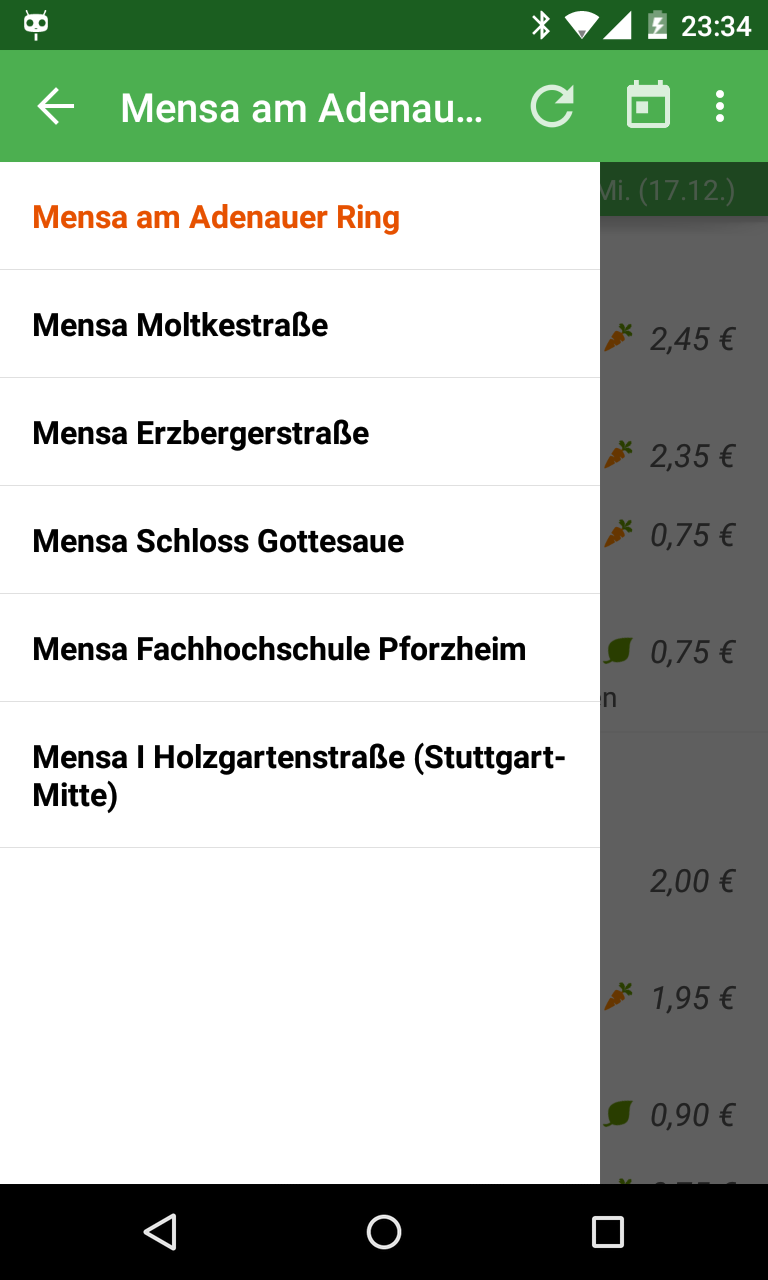 23:34
Mensa am Adenau...
Mensa am Adenauer Ring
Mi. (17.12.)
Mensa Moltkestraße
2,45 €
Mensa Erzbergerstraße
2,35 €
Mensa Schloss Gottesaue
0,75 €
Mensa Fachhochschule Pforzheim
0,75 €
Mensa I Holzgartenstraße (Stuttgart-
Mitte)
2,00 €
1,95 €
0,90 €